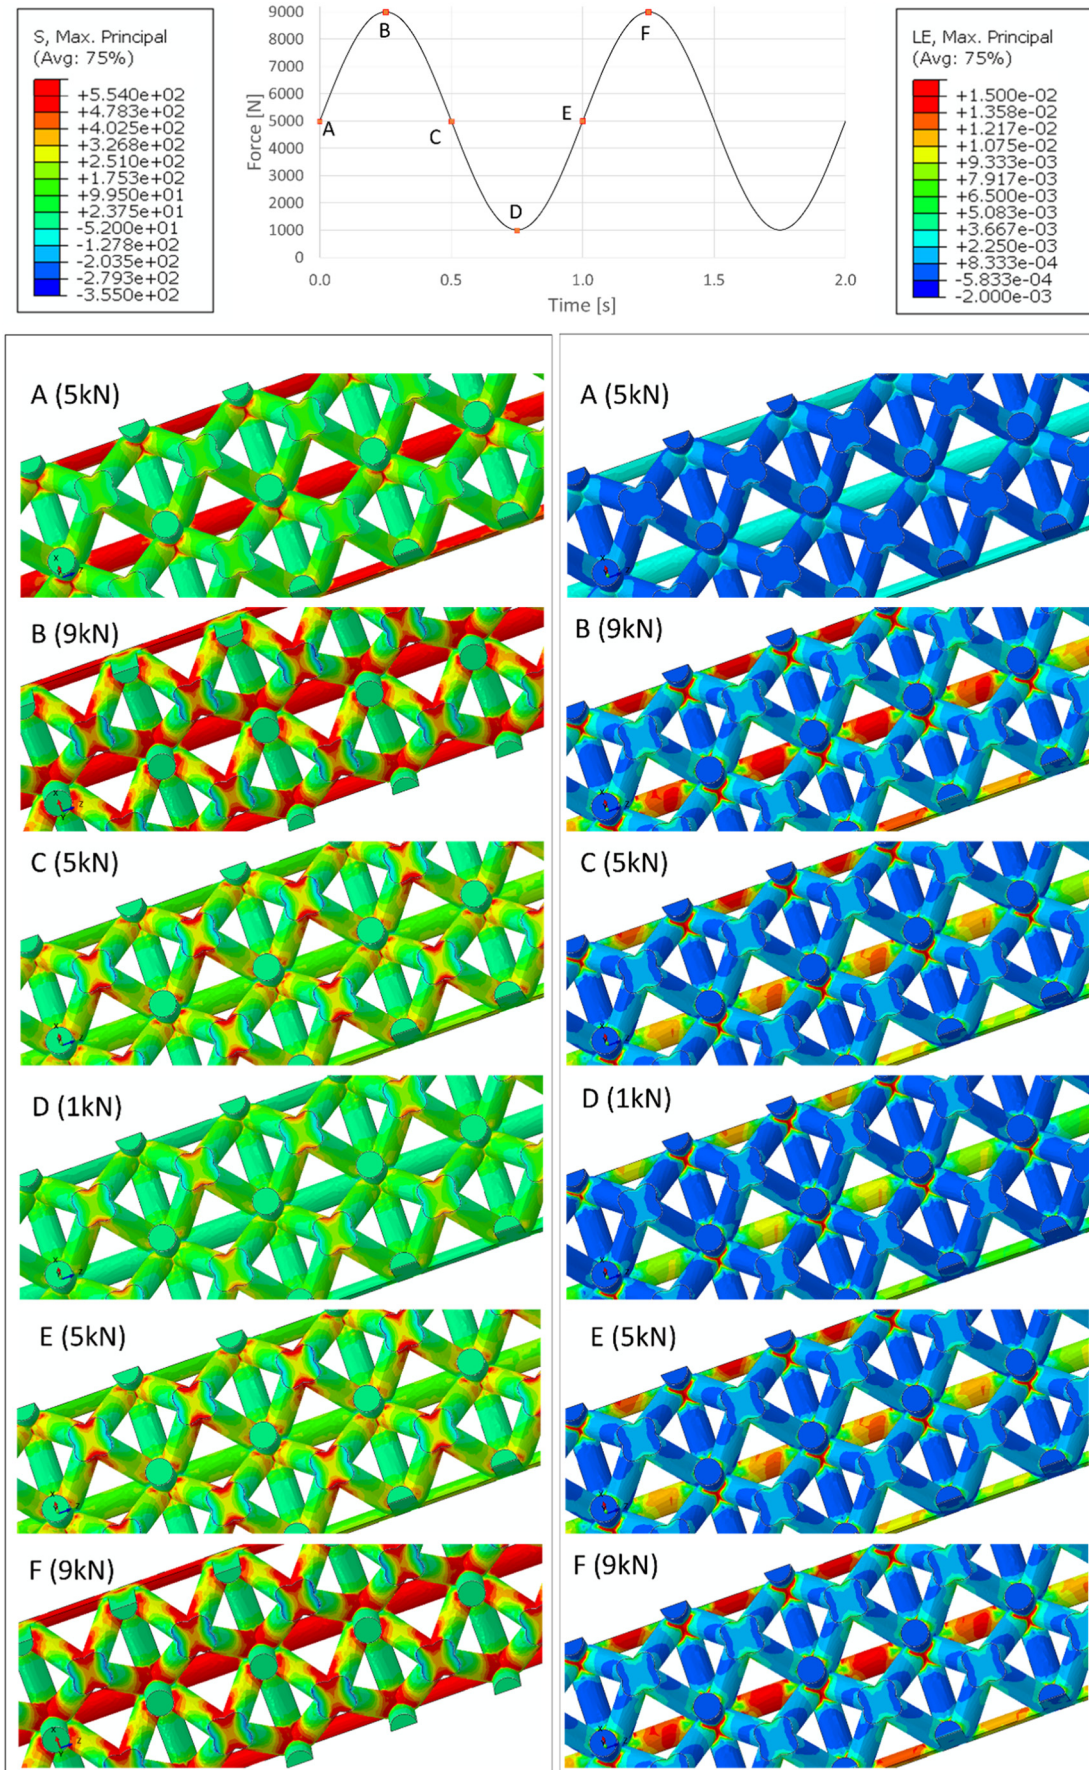 S, Max. Principal
(Avg: 75%)
+5.540e+02
+4.783e+02
+4.025e+02
+3.268e+02
+2.510e+02
+1.753e+02
+9.950e+01
+2.375e+01
-5.200e+01
-1.278e+02
-2.035e+02
-2.793e+02
-3.550e+02
Force [N]
9000
8000
7000
6000
5000
4000
3000
2000
1000
0
A
B
C
D
E
F
0.0
0.5
1.0
1.5
2.0
Time [s]
LE, Max. Principal
(Avg: 75%)
+1.500e-02
+1.358e-02
+1.217e-02
+1.075e-02
+9.333e-03
+7.917e-03
+6.500e-03
+5.083e-03
+3.667e-03
+2.250e-03
+8.333e-04
-5.833e-04
-2.000e-03
A (5kN)
A (5kN)
B (9kN)
B (9kN)
C (5kN)
C (5kN)
D (1kN)
D (1kN)
E (5kN)
E (5kN)
F (9kN)
F (9kN)